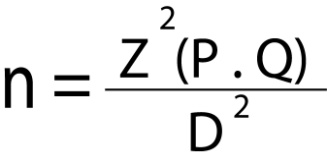 n = Z²(P . Q) / D²